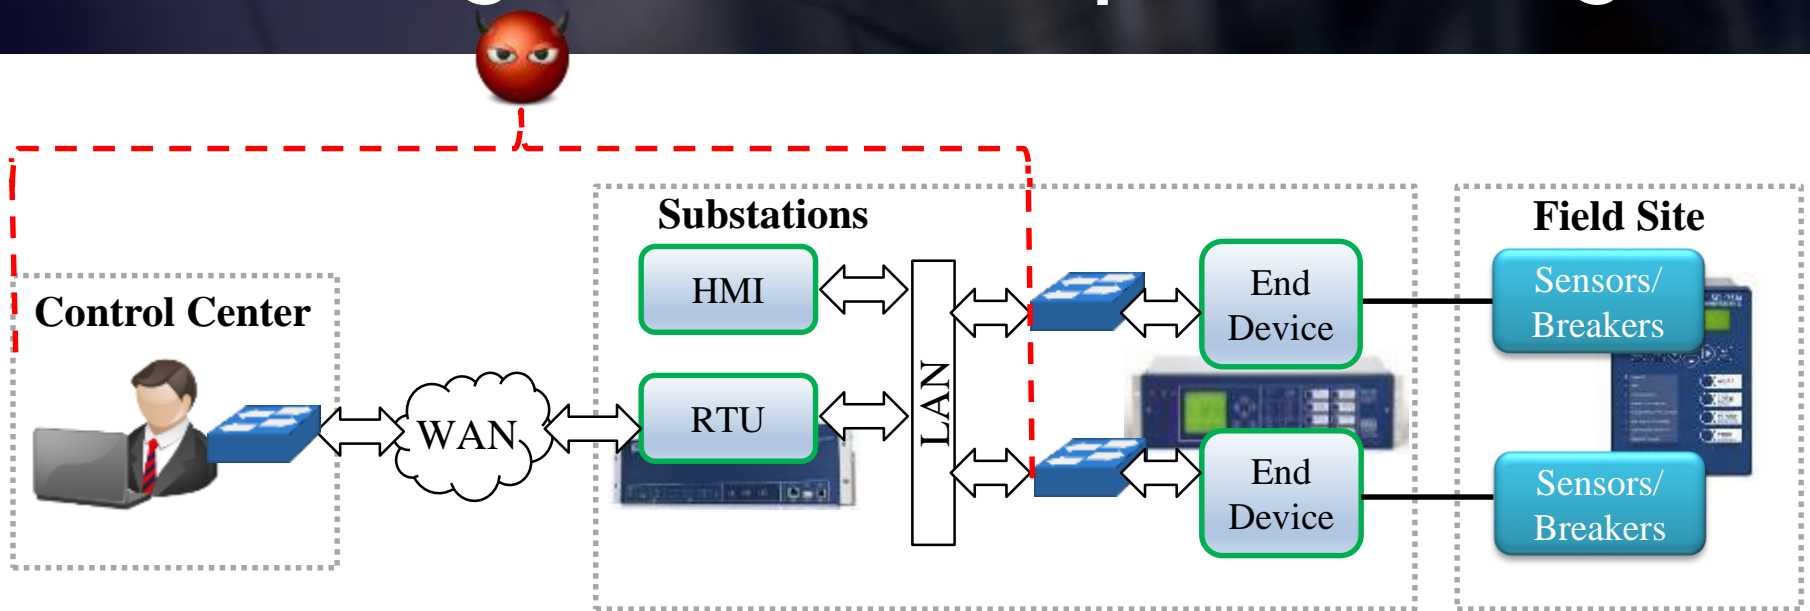 Substations
Field Site
Control Center
HMI
RTU
WAN
LAN
End
Device
End
Device
Sensors/
Breakers
Sensors/
Breakers